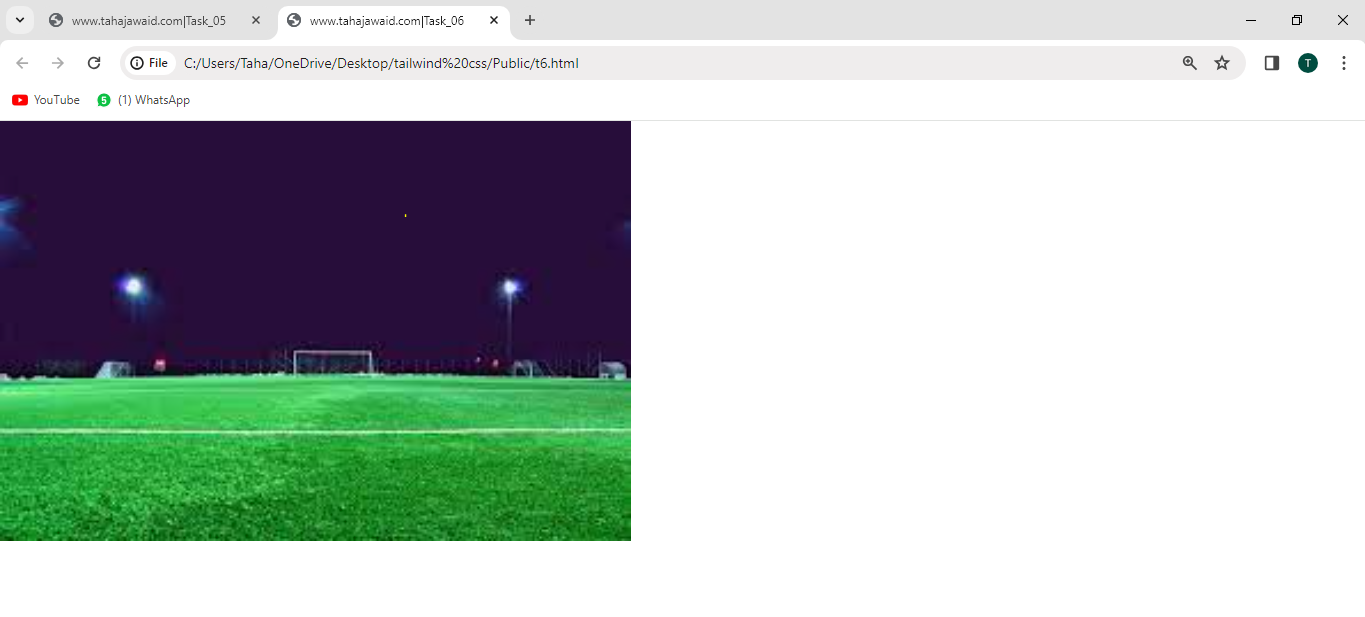 www.tahajawaid.com|Task_05
www.tahajawaid.com|Task_06
File
C:/Users/Taha/OneDrive/Desktop/tailwind%20css/Public/t6.html
T
YouTube
5
(1) WhatsApp